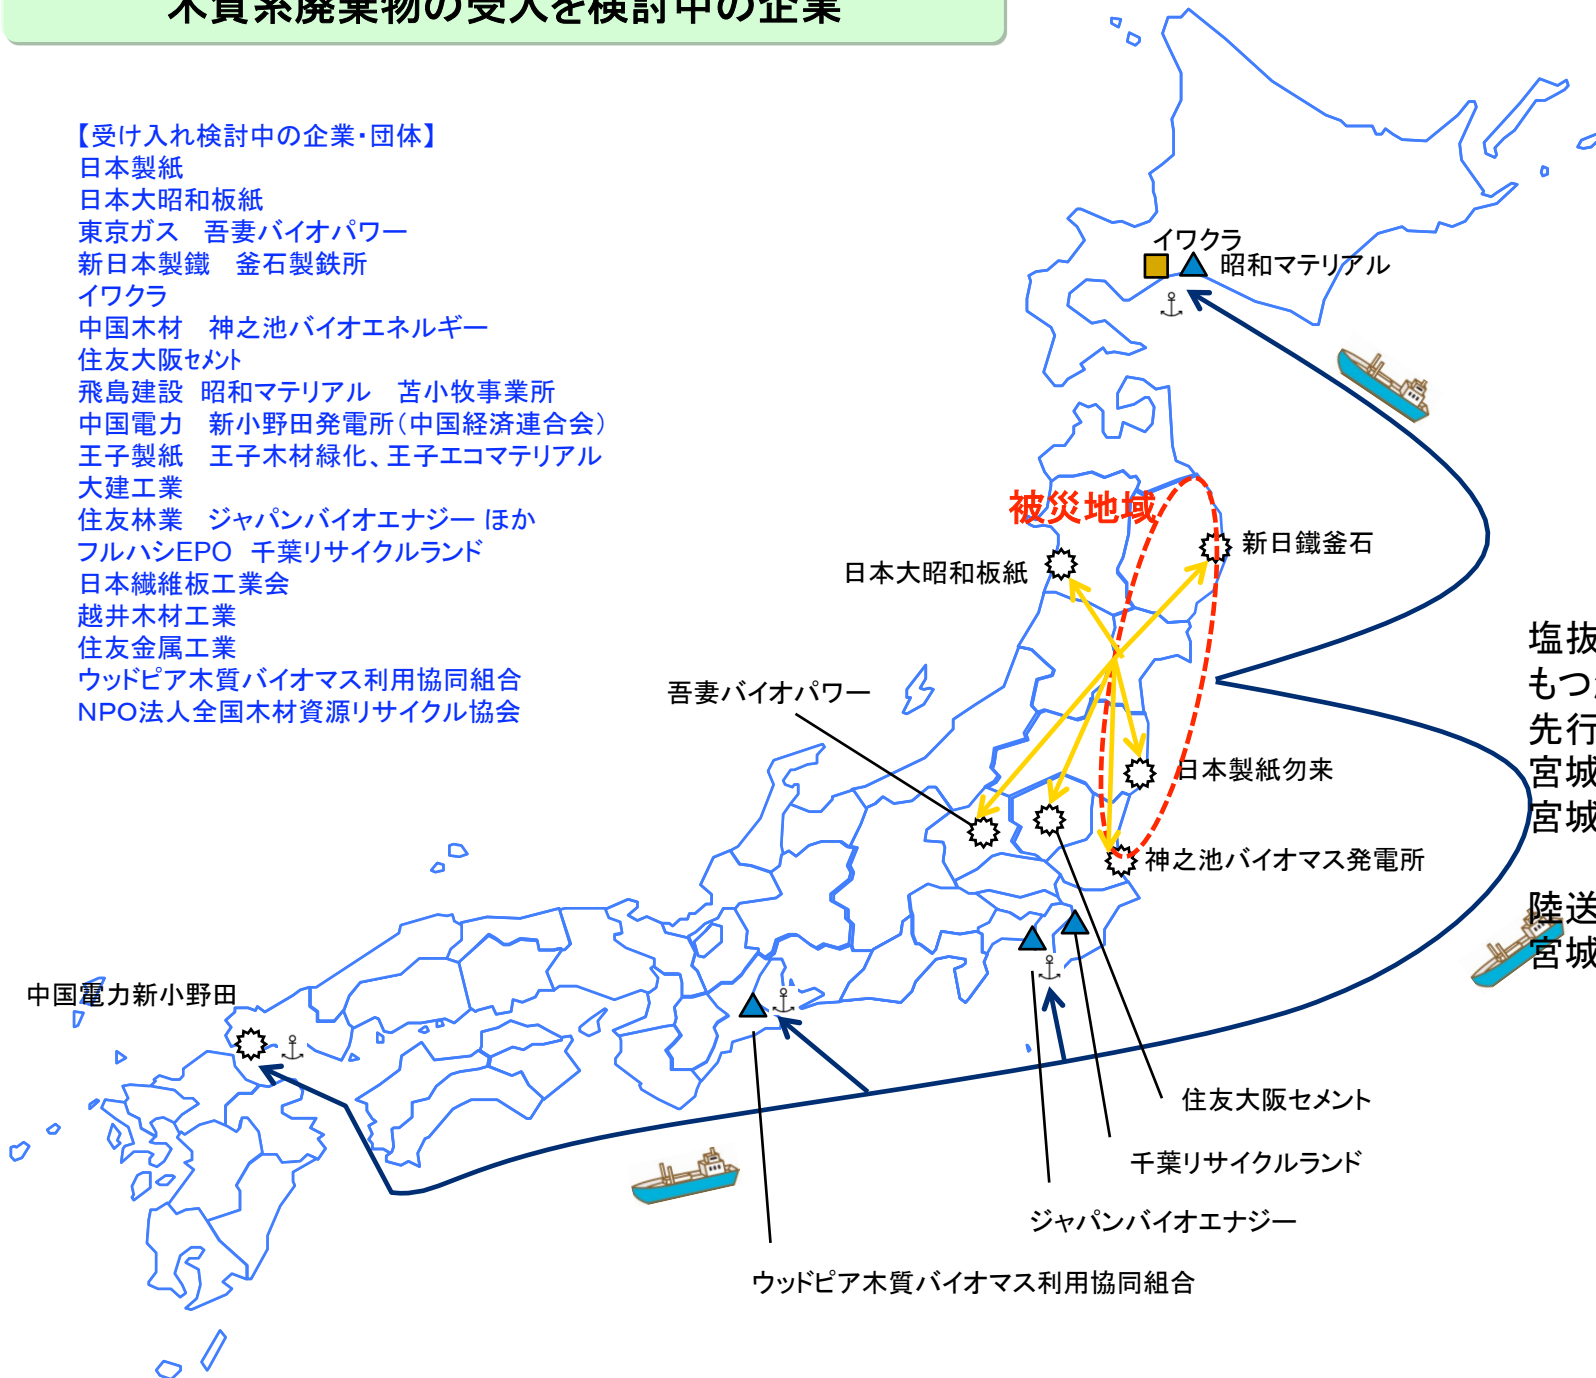 木質系廃棄物の受入を検討中の企業
【受け入れ検討中の企業・団体】
日本製紙
日本大昭和板紙
東京ガス　吾妻バイオパワー
新日本製鐵　釜石製鉄所
イワクラ
中国木材　神之池バイオエネルギー
住友大阪セメント
飛島建設　昭和マテリアル　苫小牧事業所
中国電力　新小野田発電所（中国経済連合会）
王子製紙　王子木材緑化、王子エコマテリアル
大建工業
住友林業　ジャパンバイオエナジー ほか
フルハシEPO　千葉リサイクルランド
日本繊維板工業会
越井木材工業
住友金属工業
ウッドピア木質バイオマス利用協同組合
NPO法人全国木材資源リサイクル協会
イワクラ
昭和マテリアル
被災地域
新日鐵釜石
日本大昭和板紙
吾妻バイオパワー
日本製紙勿来
神之池バイオマス発電所
中国電力新小野田
住友大阪セメント
千葉リサイクルランド
ジャパンバイオエナジー
ウッドピア木質バイオマス利用協同組合
塩抜
もつ
先行
宮城
宮城
陸送
宮城